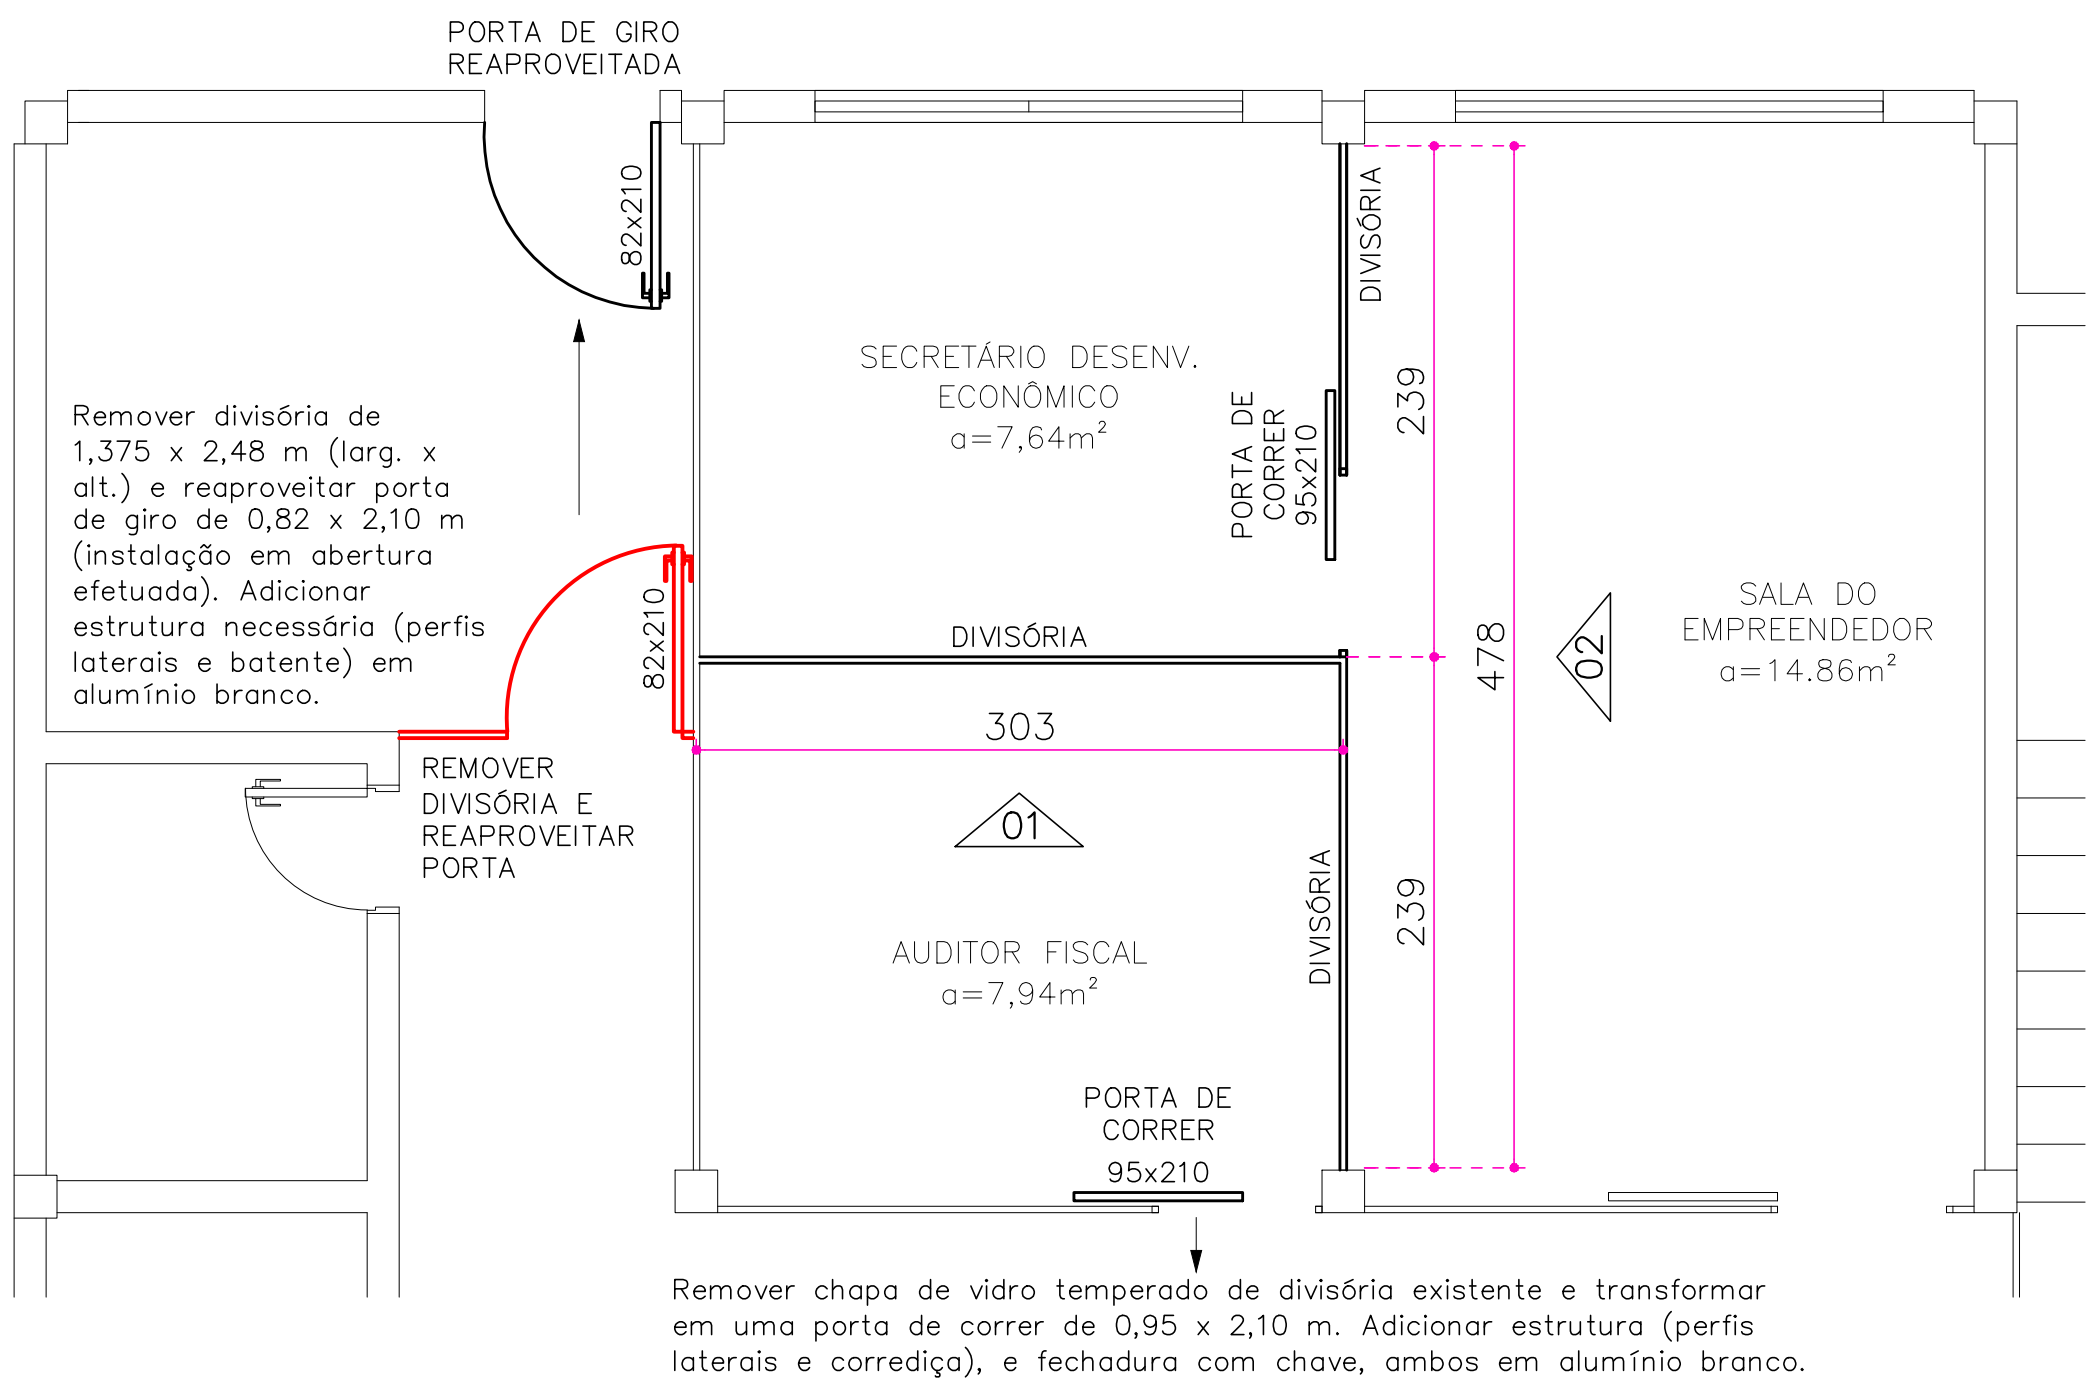 PORTA DE GIRO
REAPROVEITADA
82x210
DIVISÓRIA
SECRETÁRIO DESENV.
ECONÔMICO
a=7,64m²
PORTA DE
CORRER
95x210
239
Remover divisória de
1,375 x 2,48 m (larg. x
alt.) e reaproveitar porta
de giro de 0,82 x 2,10 m
(instalação em abertura
efetuada). Adicionar
estrutura necessária (perfis
laterais e batente) em
alumínio branco.
82x210
DIVISÓRIA
478
02
SALA DO
EMPREENDEDOR
a=14.86m²
303
REMOVER
DIVISÓRIA E
REAPROVEITAR
PORTA
01
DIVISÓRIA
239
AUDITOR FISCAL
a=7,94m²
PORTA DE
CORRER
95x210
Remover chapa de vidro temperado de divisória existente e transformar
em uma porta de correr de 0,95 x 2,10 m. Adicionar estrutura (perfis
laterais e corrediça), e fechadura com chave, ambos em alumínio branco.